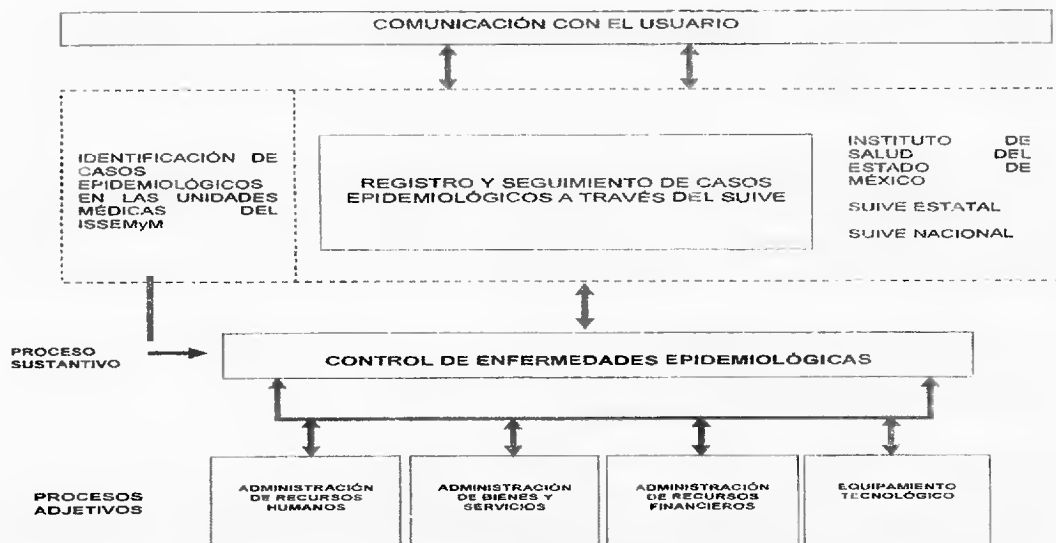 COMUNICACIÓN CON EL USUARIO
IDENTIFICACIÓN DE
CASOS
EPIDEMIOLÓGICOS
EN LAS UNIDADES
MÉDICAS DEL
ISSEMyM
REGISTRO Y SEGUIMIENTO DE CASOS
EPIDEMIOLÓGICOS A TRAVÉS DEL SUIVE
INSTITUTO DE
SALUD DEL
ESTADO DE
MÉXICO
SUIVE ESTATAL
SUIVE NACIONAL
PROCESO
SUSTANTIVO
CONTROL DE ENFERMEDADES EPIDEMIOLÓGICAS
PROCESOS
ADJETIVOS
ADMINISTRACIÓN
DE RECURSOS
HUMANOS
ADMINISTRACIÓN
DE BIENES Y
SERVICIOS
ADMINISTRACIÓN
DE RECURSOS
FINANCIEROS
EQUIPAMIENTO
TECNOLÓGICO